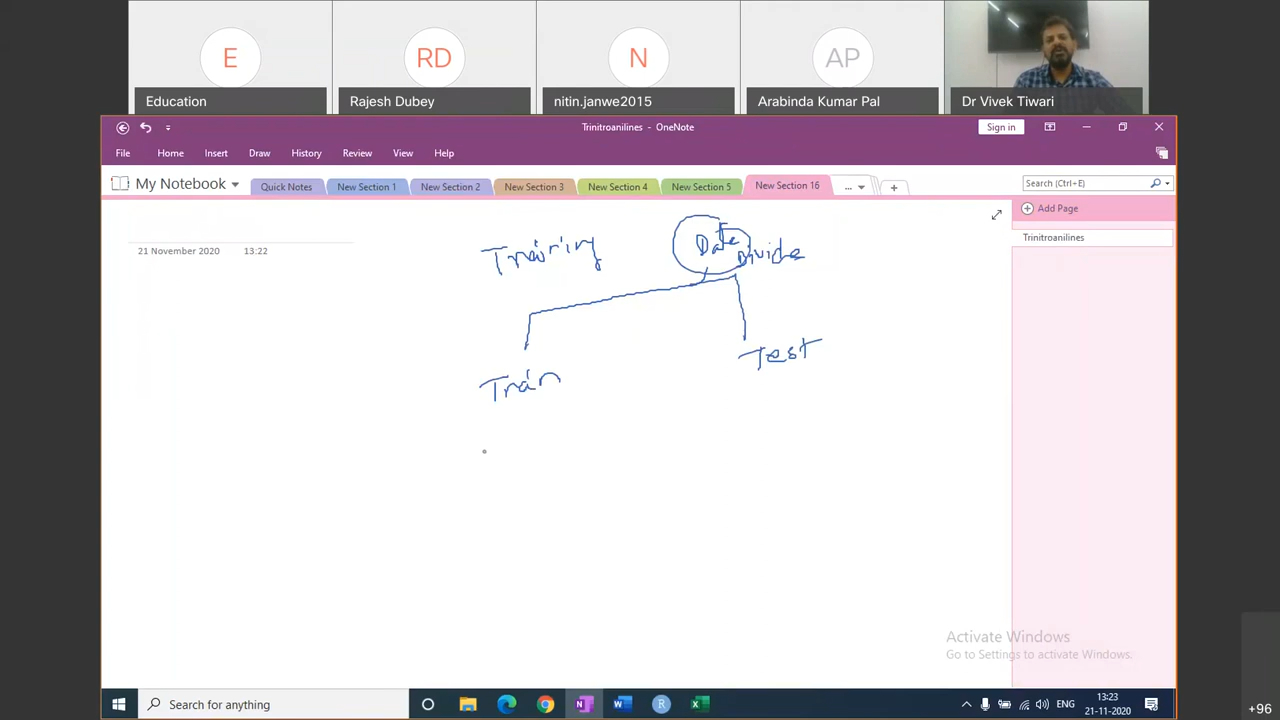 E
RD
N
AP
Education
Rajesh Dubey
nitin.janwe2015
Arabinda Kumar Pal
Dr Vivek Tiwari
Trinitroanilines - OneNote
Sign in
File Home Insert Draw History Review View Help
My Notebook
Quick Notes
New Section 1
New Section 2
New Section 3
New Section 4
New Section 5
New Section 16
...
Search (Ctrl+E)
Add Page
Trinitroanilines
21 November 2020 13:22
Training
Divide
Train
Test
Activate Windows
Go to Settings to activate Windows.
Search for anything
ENG
13:23
21-11-2020
+96